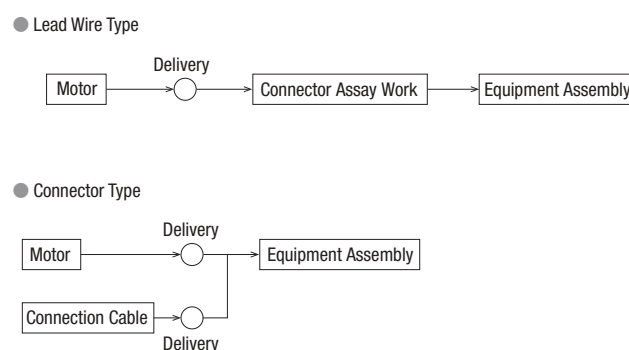 Lead Wire Type
Delivery
Motor
Connector Assay Work
Equipment Assembly
Connector Type
Delivery
Motor
Equipment Assembly
Connection Cable
Delivery